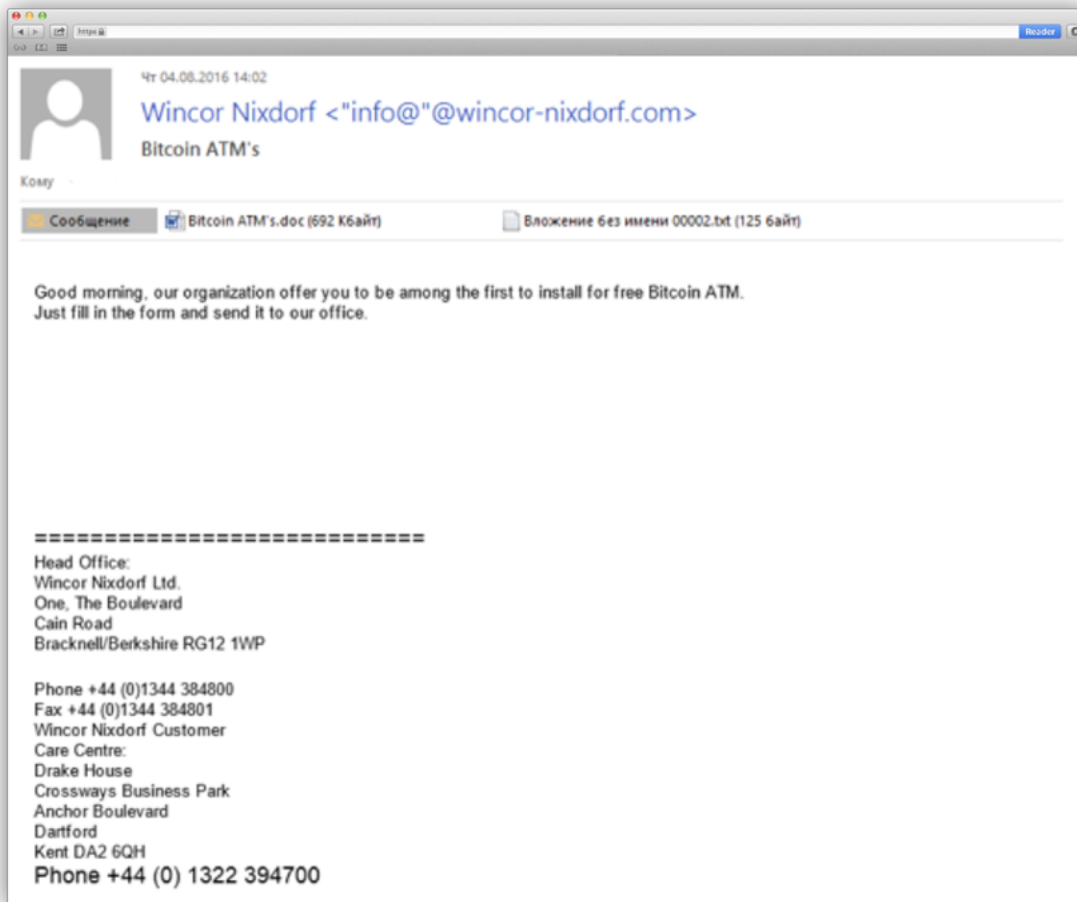 https
Reader
Чт 04.08.2016 14:02
Wincor Nixdorf <"info@"@wincor-nixdorf.com>
Bitcoin ATM's
Кому
Сообщение Bitcoin ATM's.doc (692 Кбайт) Вложение без имени 00002.txt (125 байт)
Good morning, our organization offer you to be among the first to install for free Bitcoin ATM.
Just fill in the form and send it to our office.
============================
Head Office:
Wincor Nixdorf Ltd.
One, The Boulevard
Cain Road
Bracknell/Berkshire RG12 1WP
Phone +44 (0)1344 384800
Fax +44 (0)1344 384801
Wincor Nixdorf Customer
Care Centre:
Drake House
Crossways Business Park
Anchor Boulevard
Dartford
Kent DA2 6QH
Phone +44 (0) 1322 394700